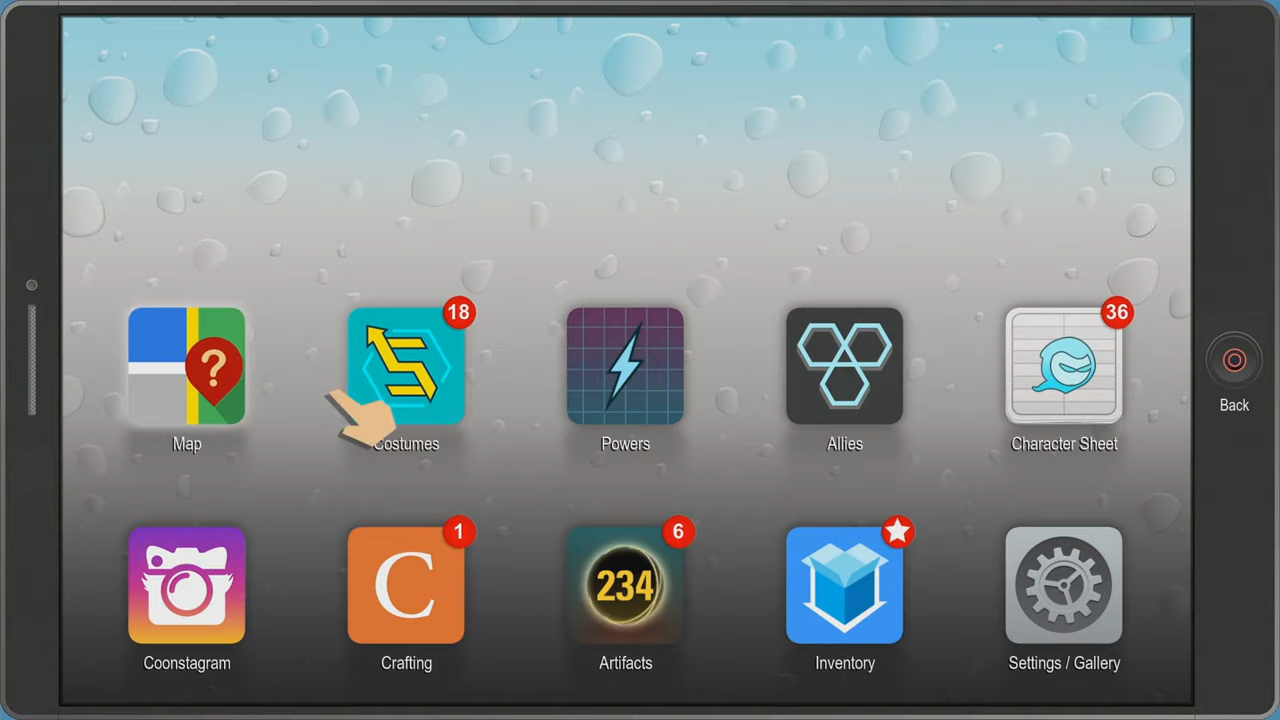 18
36
?
Map
Costumes
Powers
Allies
Character Sheet
Back
1
6
C
234
Coonstagram
Crafting
Artifacts
Inventory
Settings / Gallery